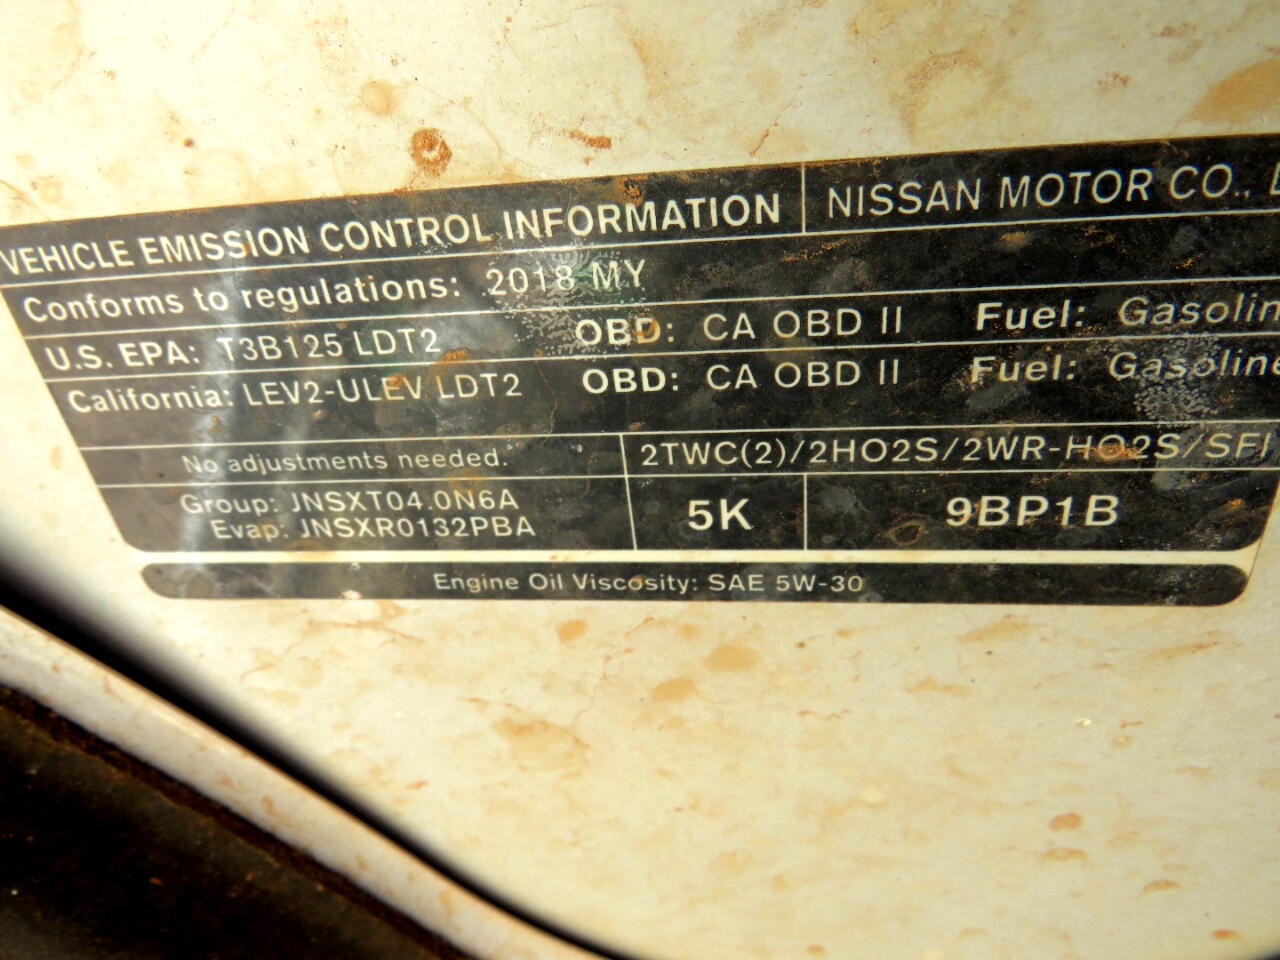 VEHICLE EMISSION CONTROL INFORMATION NISSAN MOTOR CO.,
Conforms to regulations: 2018 MY
U.S. EPA: T3B125 LDT2 OBD: CA OBD II Fuel: Gasolin
California: LEV2-ULEV LDT2 OBD: CA OBD II Fuel: Gasoline
No adjustments needed. 2TWC(2)/2HO2S/2WR-HO2S/SFI
Group: JNSXT04.0N6A 5K 9BP1B
Evap: JNSXR0132PBA
Engine Oil Viscosity: SAE 5W-30